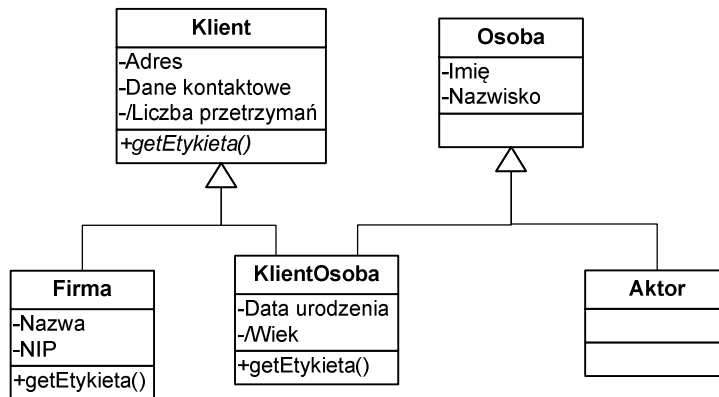 Klient
-Adres
-Dane kontaktowe
-/Liczba przetrzymań
+getEtykieta()
Osoba
-Imię
-Nazwisko
Firma
-Nazwa
-NIP
+getEtykieta()
KlientOsoba
-Data urodzenia
-/Wiek
+getEtykieta()
Aktor